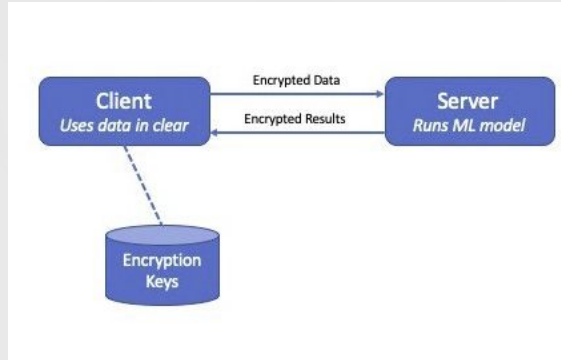 Client
Uses data in clear
Encrypted Data
Encrypted Results
Server
Runs ML model
Encryption
Keys